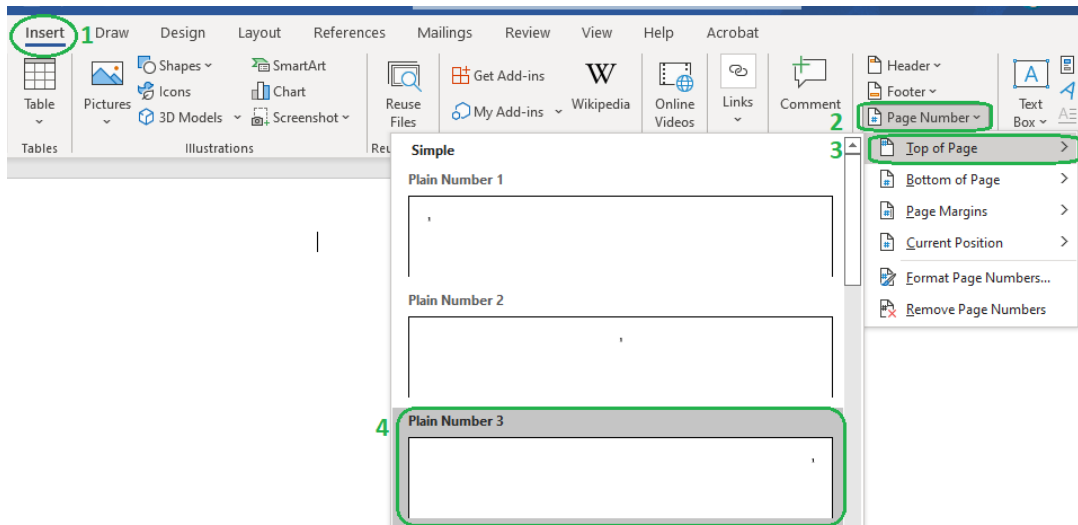 Insert 1 Draw Design Layout References Mailings Review View Help Acrobat
Table
Pictures
Shapes
Icons
3D Models
SmartArt
Chart
Screenshot
Reuse
Files
Get Add-ins
My Add-ins
W
Wikipedia
Online
Videos
Links
Comment
Header
Footer
2 Page Number
A
Text
Box
Tables
Illustrations
Reu
3 Top of Page
Bottom of Page
Page Margins
Current Position
Format Page Numbers...
Remove Page Numbers
Simple
Plain Number 1
Plain Number 2
4 Plain Number 3